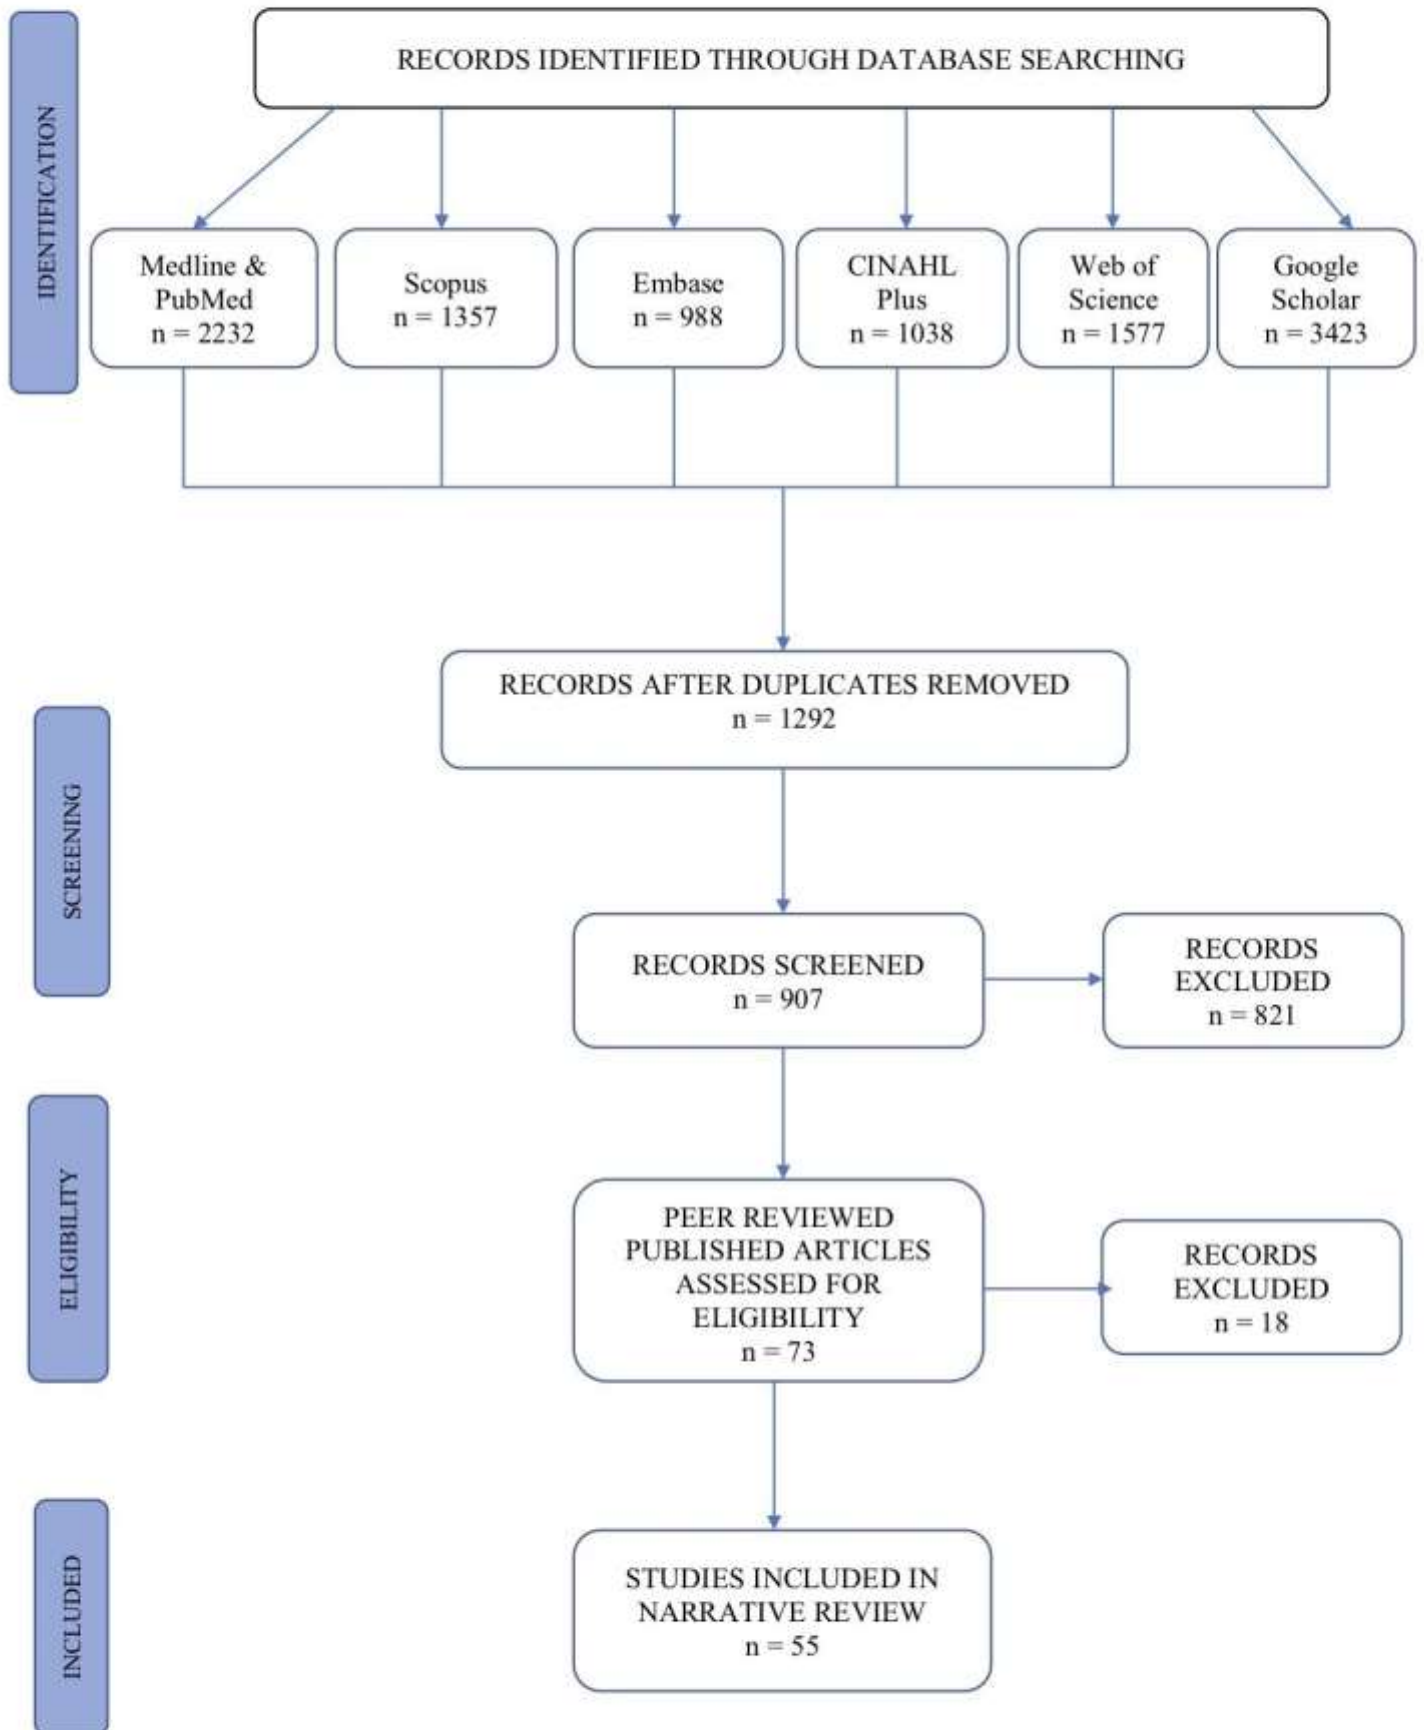 IDENTIFICATION
RECORDS IDENTIFIED THROUGH DATABASE SEARCHING
Medline &
PubMed
n = 2232
Scopus
n = 1357
Embase
n = 988
CINAHL
Plus
n = 1038
Web of
Science
n = 1577
Google
Scholar
n = 3423
RECORDS AFTER DUPLICATES REMOVED
n = 1292
SCREENING
RECORDS SCREENED
n = 907
RECORDS
EXCLUDED
n = 821
ELIGIBILITY
PEER REVIEWED
PUBLISHED ARTICLES
ASSESSED FOR
ELIGIBILITY
n = 73
RECORDS
EXCLUDED
n = 18
INCLUDED
STUDIES INCLUDED IN
NARRATIVE REVIEW
n = 55